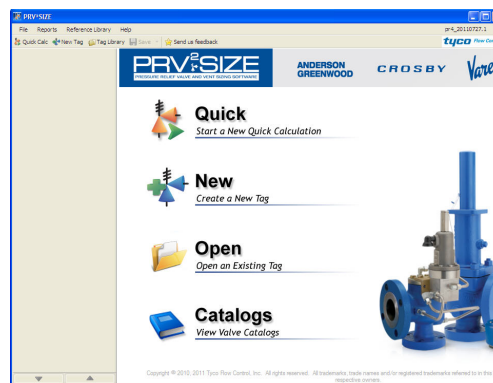 PRV²SIZE
File Reports Reference Library Help pr4_20110727.1
Quick Calc New Tag Tag Library Save Send us feedback tyco Flow
PRV²SIZE
PRESSURE RELIEF VALVE AND VENT SIZING SOFTWARE
ANDERSON
GREENWOOD
CROSBY
Vare
Quick
Start a New Quick Calculation
New
Create a New Tag
Open
Open an Existing Tag
Catalogs
View Valve Catalogs
Copyright © 2010, 2011 Tyco Flow Control, Inc. All rights reserved. All trademarks, trade names and/or registered trademarks referred to in this
respective owners.